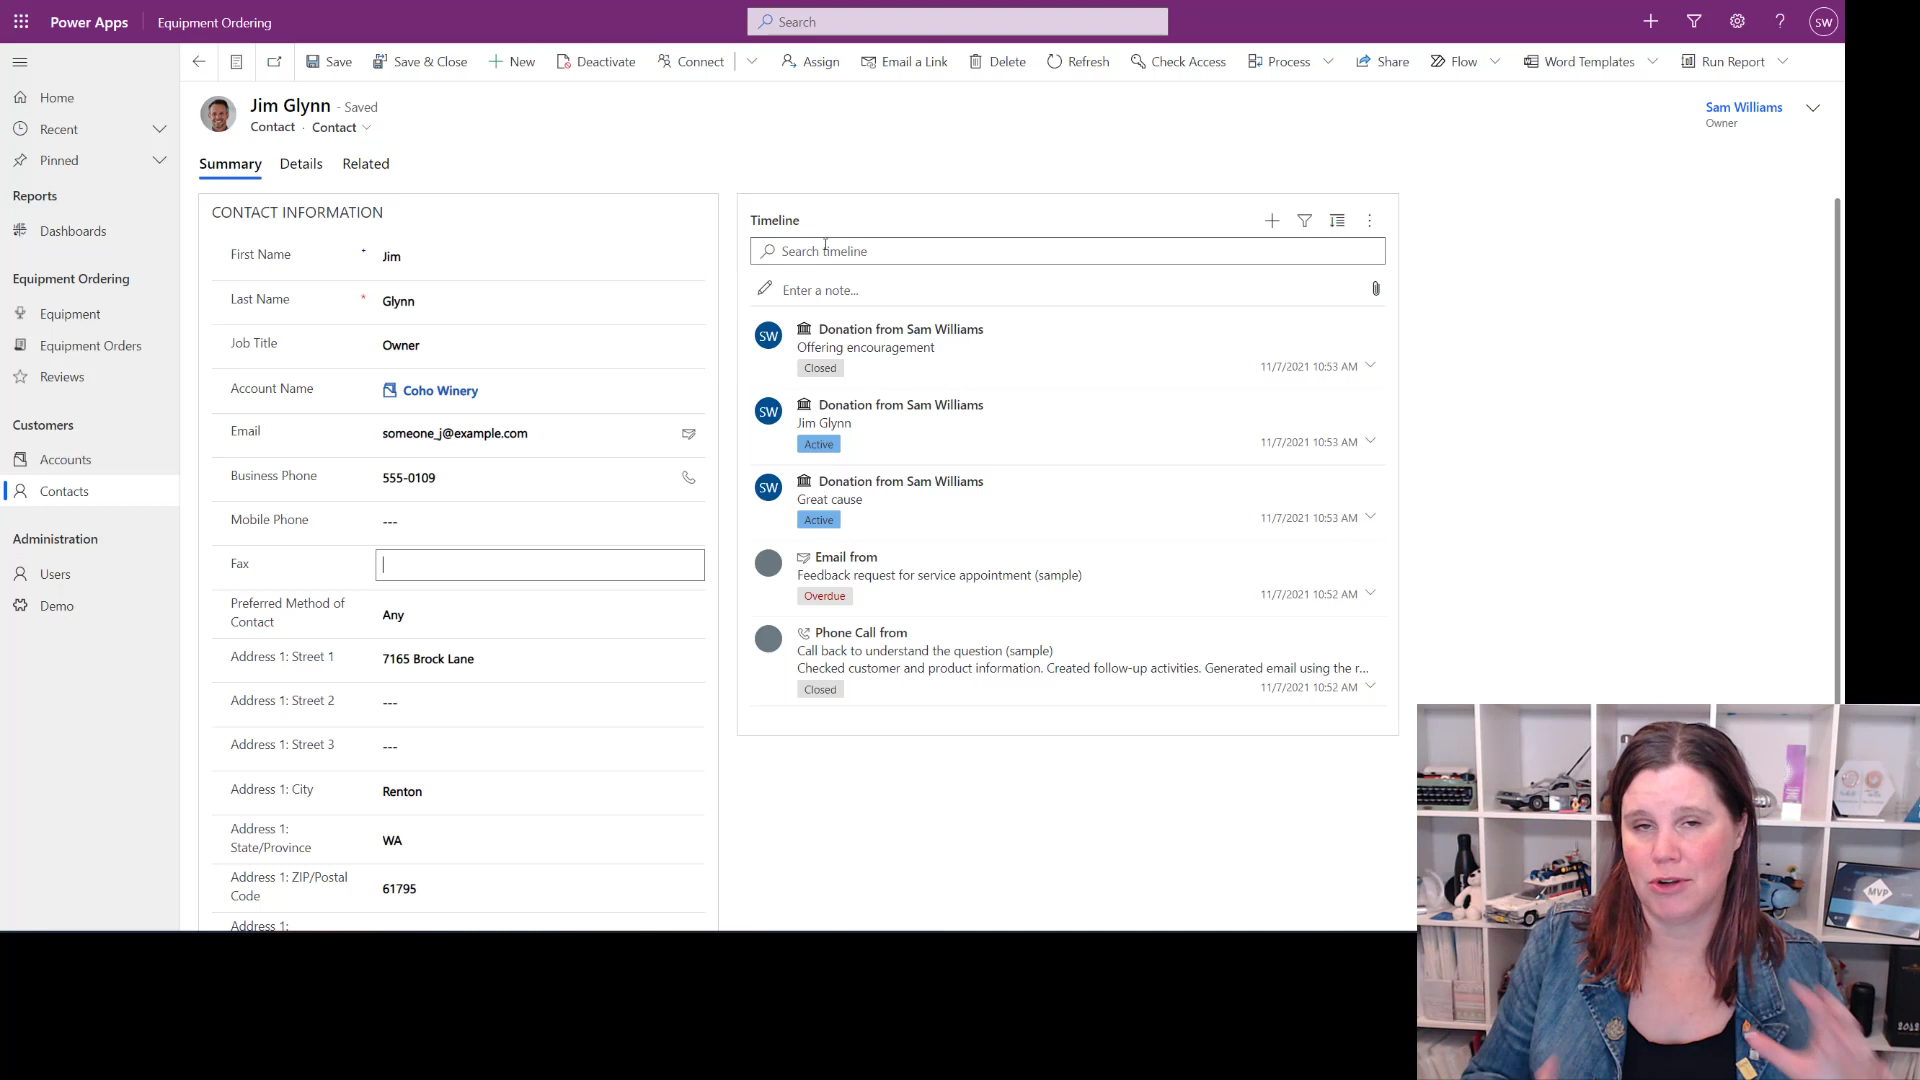 Power Apps
Equipment Ordering
Search
SW
Save
Save & Close
New
Deactivate
Connect
Assign
Email a Link
Delete
Refresh
Check Access
Process
Share
Flow
Word Templates
Run Report
Home
Recent
Pinned
Reports
Dashboards
Equipment Ordering
Equipment
Equipment Orders
Reviews
Customers
Accounts
Contacts
Administration
Users
Demo
Jim Glynn - Saved
Contact · Contact
Sam Williams
Owner
Summary
Details
Related
CONTACT INFORMATION
First Name
Jim
Last Name * Glynn
Job Title
Owner
Account Name
Coho Winery
Email
someone_j@example.com
Business Phone
555-0109
Mobile Phone
---
Fax
Preferred Method of
Contact
Any
Address 1: Street 1
7165 Brock Lane
Address 1: Street 2
---
Address 1: Street 3
---
Address 1: City
Renton
Address 1:
State/Province
WA
Address 1: ZIP/Postal
Code
61795
Address 1:
Timeline
Search timeline
Enter a note...
SW
Donation from Sam Williams
Offering encouragement
Closed
11/7/2021 10:53 AM
SW
Donation from Sam Williams
Jim Glynn
Active
11/7/2021 10:53 AM
SW
Donation from Sam Williams
Great cause
Active
11/7/2021 10:53 AM
Email from
Feedback request for service appointment (sample)
Overdue
11/7/2021 10:52 AM
Phone Call from
Call back to understand the question (sample)
Checked customer and product information. Created follow-up activities. Generated email using the r...
Closed
11/7/2021 10:52 AM
MVP